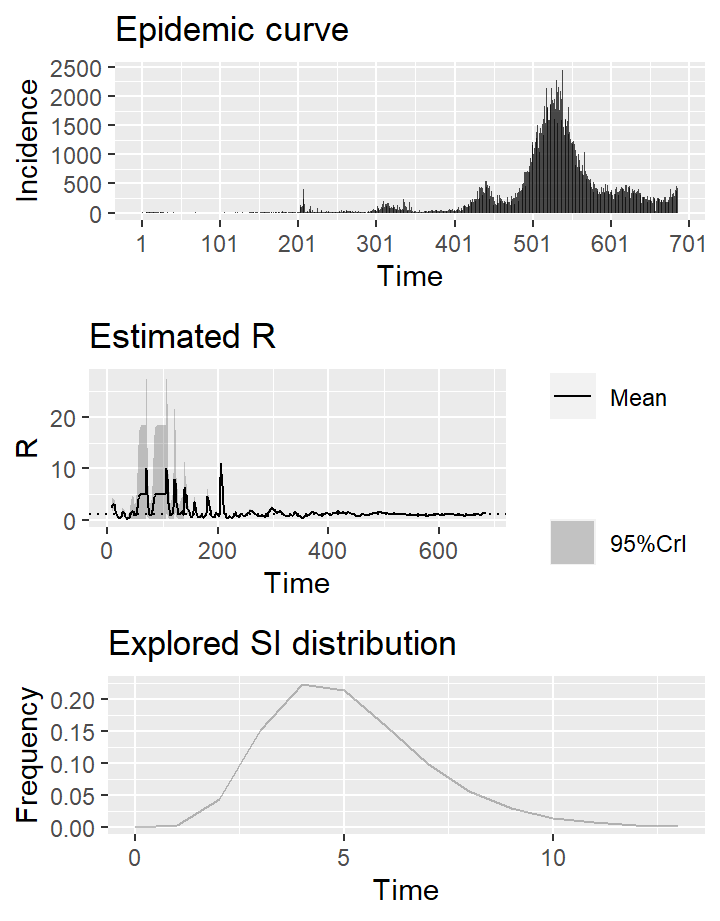 Epidemic curve
Incidence
2500
2000
1500
1000
500
0
1 101 201 301 401 501 601 701
Time
Estimated R
R
20
10
0
0 200 400 600
Time
Mean
95%CrI
Explored SI distribution
Frequency
0.20
0.15
0.10
0.05
0.00
0 5 10
Time